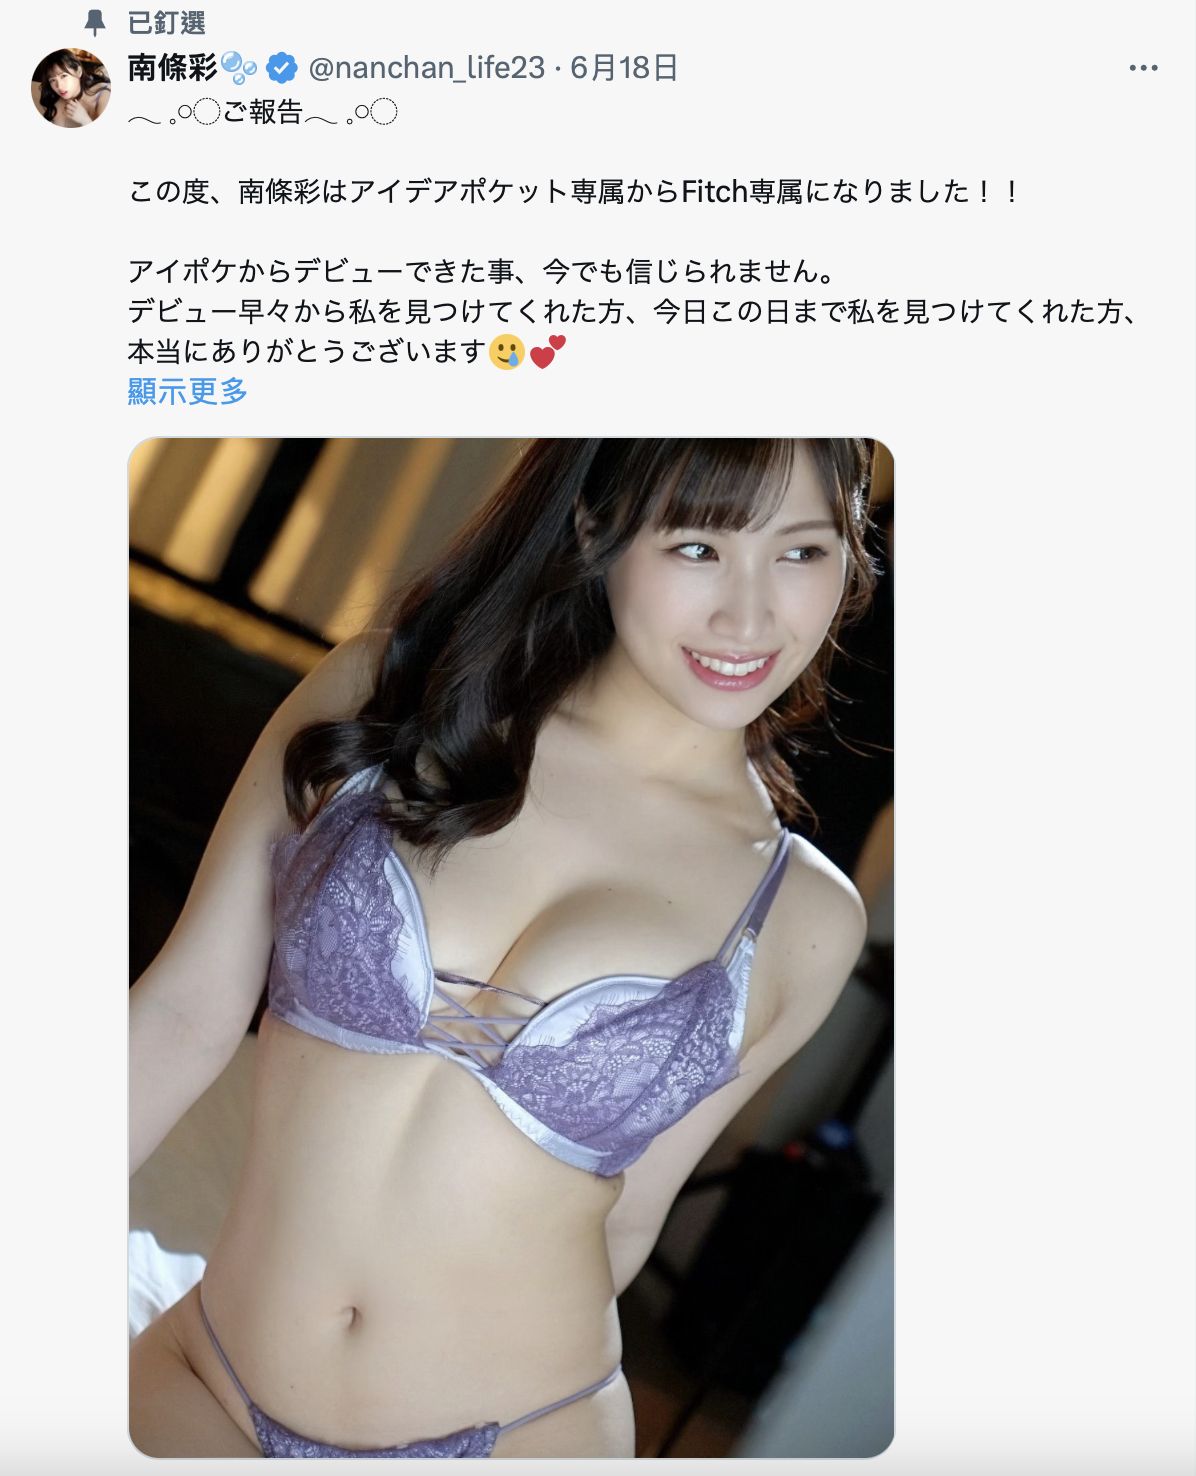 已釘選
南條彩🫧 @nanchan_life23 · 6月18日
︷‿ 𓈒𓏸◌ご報告︷‿ 𓈒𓏸◌
この度、南條彩はアイデアポケット専属からFitch専属になりました！！
アイポケからデビューできた事、今でも信じられません。
デビュー早々から私を見つけてくれた方、今日この日まで私を見つけてくれた方、
本当にありがとうございます🥲💕
顯示更多